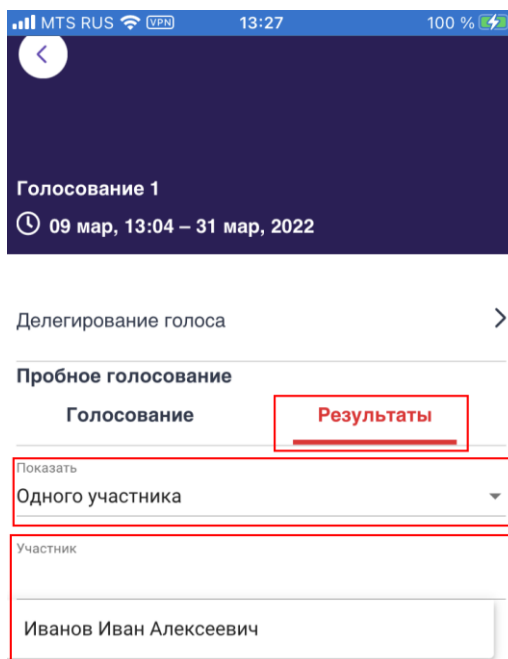 MTS RUS VPN 13:27 100 %
Голосование 1
09 мар, 13:04 – 31 мар, 2022
Делегирование голоса
Пробное голосование
Голосование Результаты
Показать
Одного участника
Участник
Иванов Иван Алексеевич